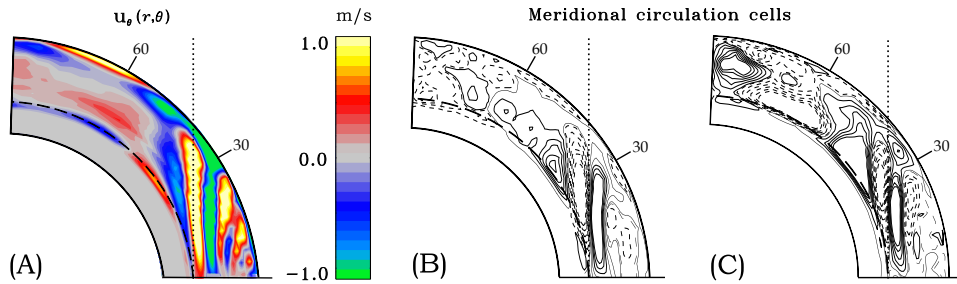 u_θ(r,θ)
60
30
(A)
m/s
1.0
0.0
−1.0
Meridional circulation cells
60
30
(B)
60
30
(C)